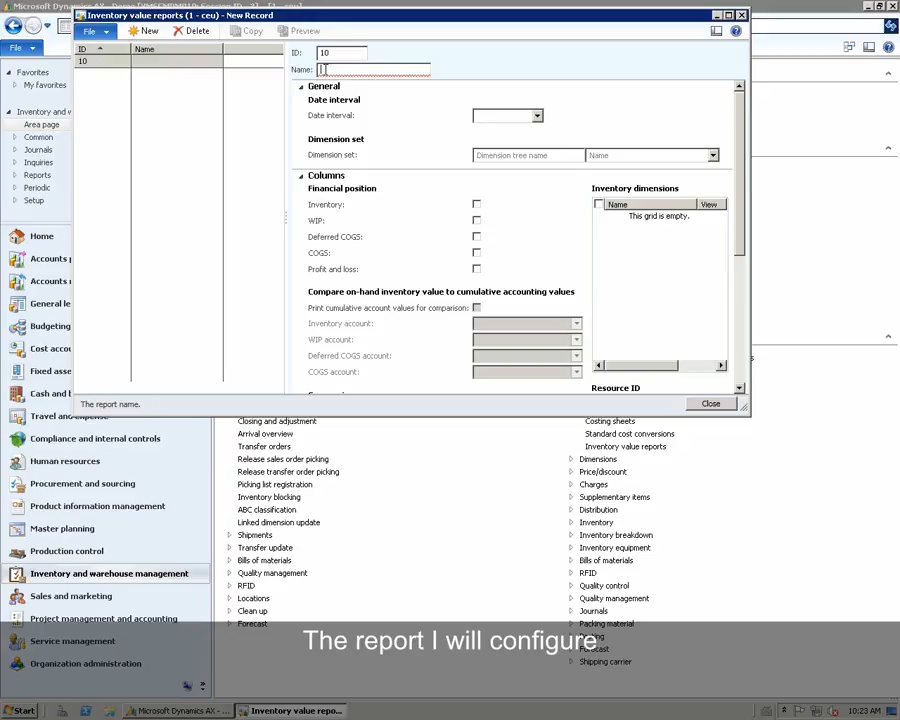 Microsoft Dynamics AX
Inventory value reports (1 - ceu) - New Record
File
New
Delete
Copy
Preview
ID
Name
10
ID:
10
Name:
General
Date interval
Date interval:
Dimension set
Dimension set:
Dimension tree name
Name
Columns
Financial position
Inventory dimensions
Inventory:
Name
View
WIP:
This grid is empty.
Deferred COGS:
COGS:
Profit and loss:
Compare on-hand inventory value to cumulative accounting values
Print cumulative account values for comparison:
Inventory account:
WIP account:
Deferred COGS account:
COGS account:
Resource ID
The report name.
Close
File
Favorites
My favorites
Inventory and w
Area page
Common
Journals
Inquiries
Reports
Periodic
Setup
Home
Accounts
Accounts
General le
Budgeting
Cost acco
Fixed asse
Cash and b
Travel and expense
Compliance and internal controls
Human resources
Procurement and sourcing
Product information management
Master planning
Production control
Inventory and warehouse management
Sales and marketing
Project management and accounting
Service management
Organization administration
Closing and adjustment
Arrival overview
Transfer orders
Release sales order picking
Release transfer order picking
Picking list registration
Inventory blocking
ABC classification
Linked dimension update
Shipments
Transfer update
Bills of materials
Quality management
RFID
Locations
Clean up
Forecast
Costing sheets
Standard cost conversions
Inventory value reports
Dimensions
Price/discount
Charges
Supplementary items
Distribution
Inventory
Inventory breakdown
Inventory equipment
Bills of materials
RFID
Quality control
Quality management
Journals
Packing material
Forecast
Shipping carrier
The report I will configure
Start
Microsoft Dynamics AX - ...
Inventory value repo...
10:23 AM